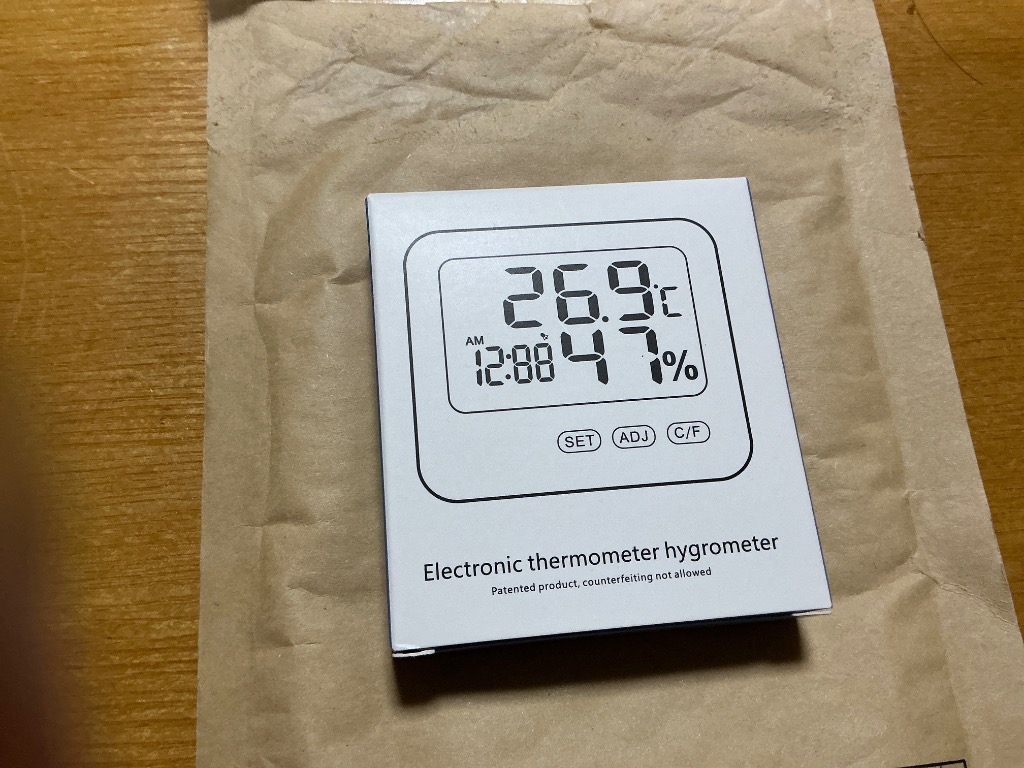 26.9℃
AM
12:88 47%
SET ADJ C/F
Electronic thermometer hygrometer
Patented product, counterfeiting not allowed